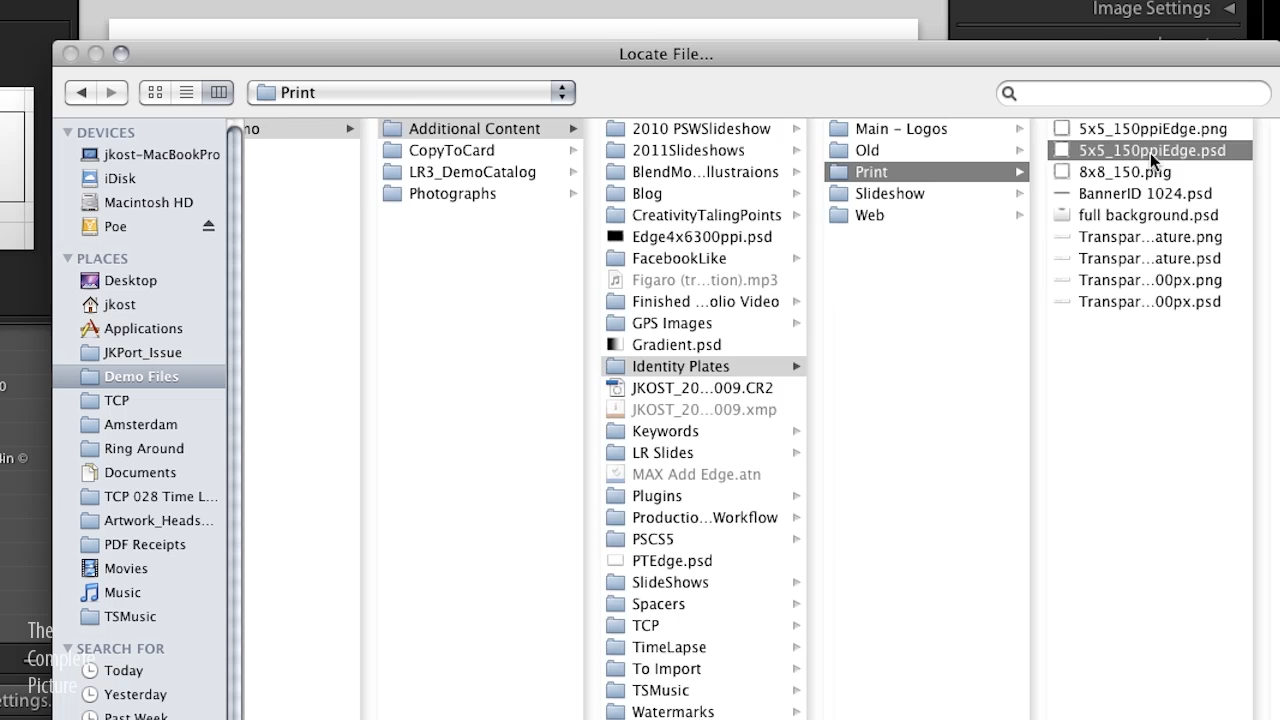 Image Settings
Locate File...
Print
DEVICES
jkost-MacBookPro
iDisk
Macintosh HD
Poe
PLACES
Desktop
jkost
Applications
JKPort_Issue
Demo Files
TCP
Amsterdam
Ring Around
Documents
TCP 028 Time L...
Artwork_Heads...
PDF Receipts
Movies
Music
TSMusic
SEARCH FOR
Today
Yesterday
Past Week
Additional Content
CopyToCard
LR3_DemoCatalog
Photographs
2010 PSWSlideshow
2011Slideshows
BlendMo...llustraions
Blog
CreativityTalingPoints
Edge4x6300ppi.psd
FacebookLike
Figaro (tr...tion).mp3
Finished ...olio Video
GPS Images
Gradient.psd
Identity Plates
JKOST_20...009.CR2
JKOST_20...009.xmp
Keywords
LR Slides
MAX Add Edge.atn
Plugins
Productio...Workflow
PSCS5
PTEdge.psd
SlideShows
Spacers
TCP
TimeLapse
To Import
TSMusic
Watermarks
Main - Logos
Old
Print
Slideshow
Web
5x5_150ppiEdge.png
5x5_150ppiEdge.psd
8x8_150.png
BannerID 1024.psd
full background.psd
Transpar...ature.png
Transpar...ature.psd
Transpar...00px.png
Transpar...00px.psd
The
Complete
Picture